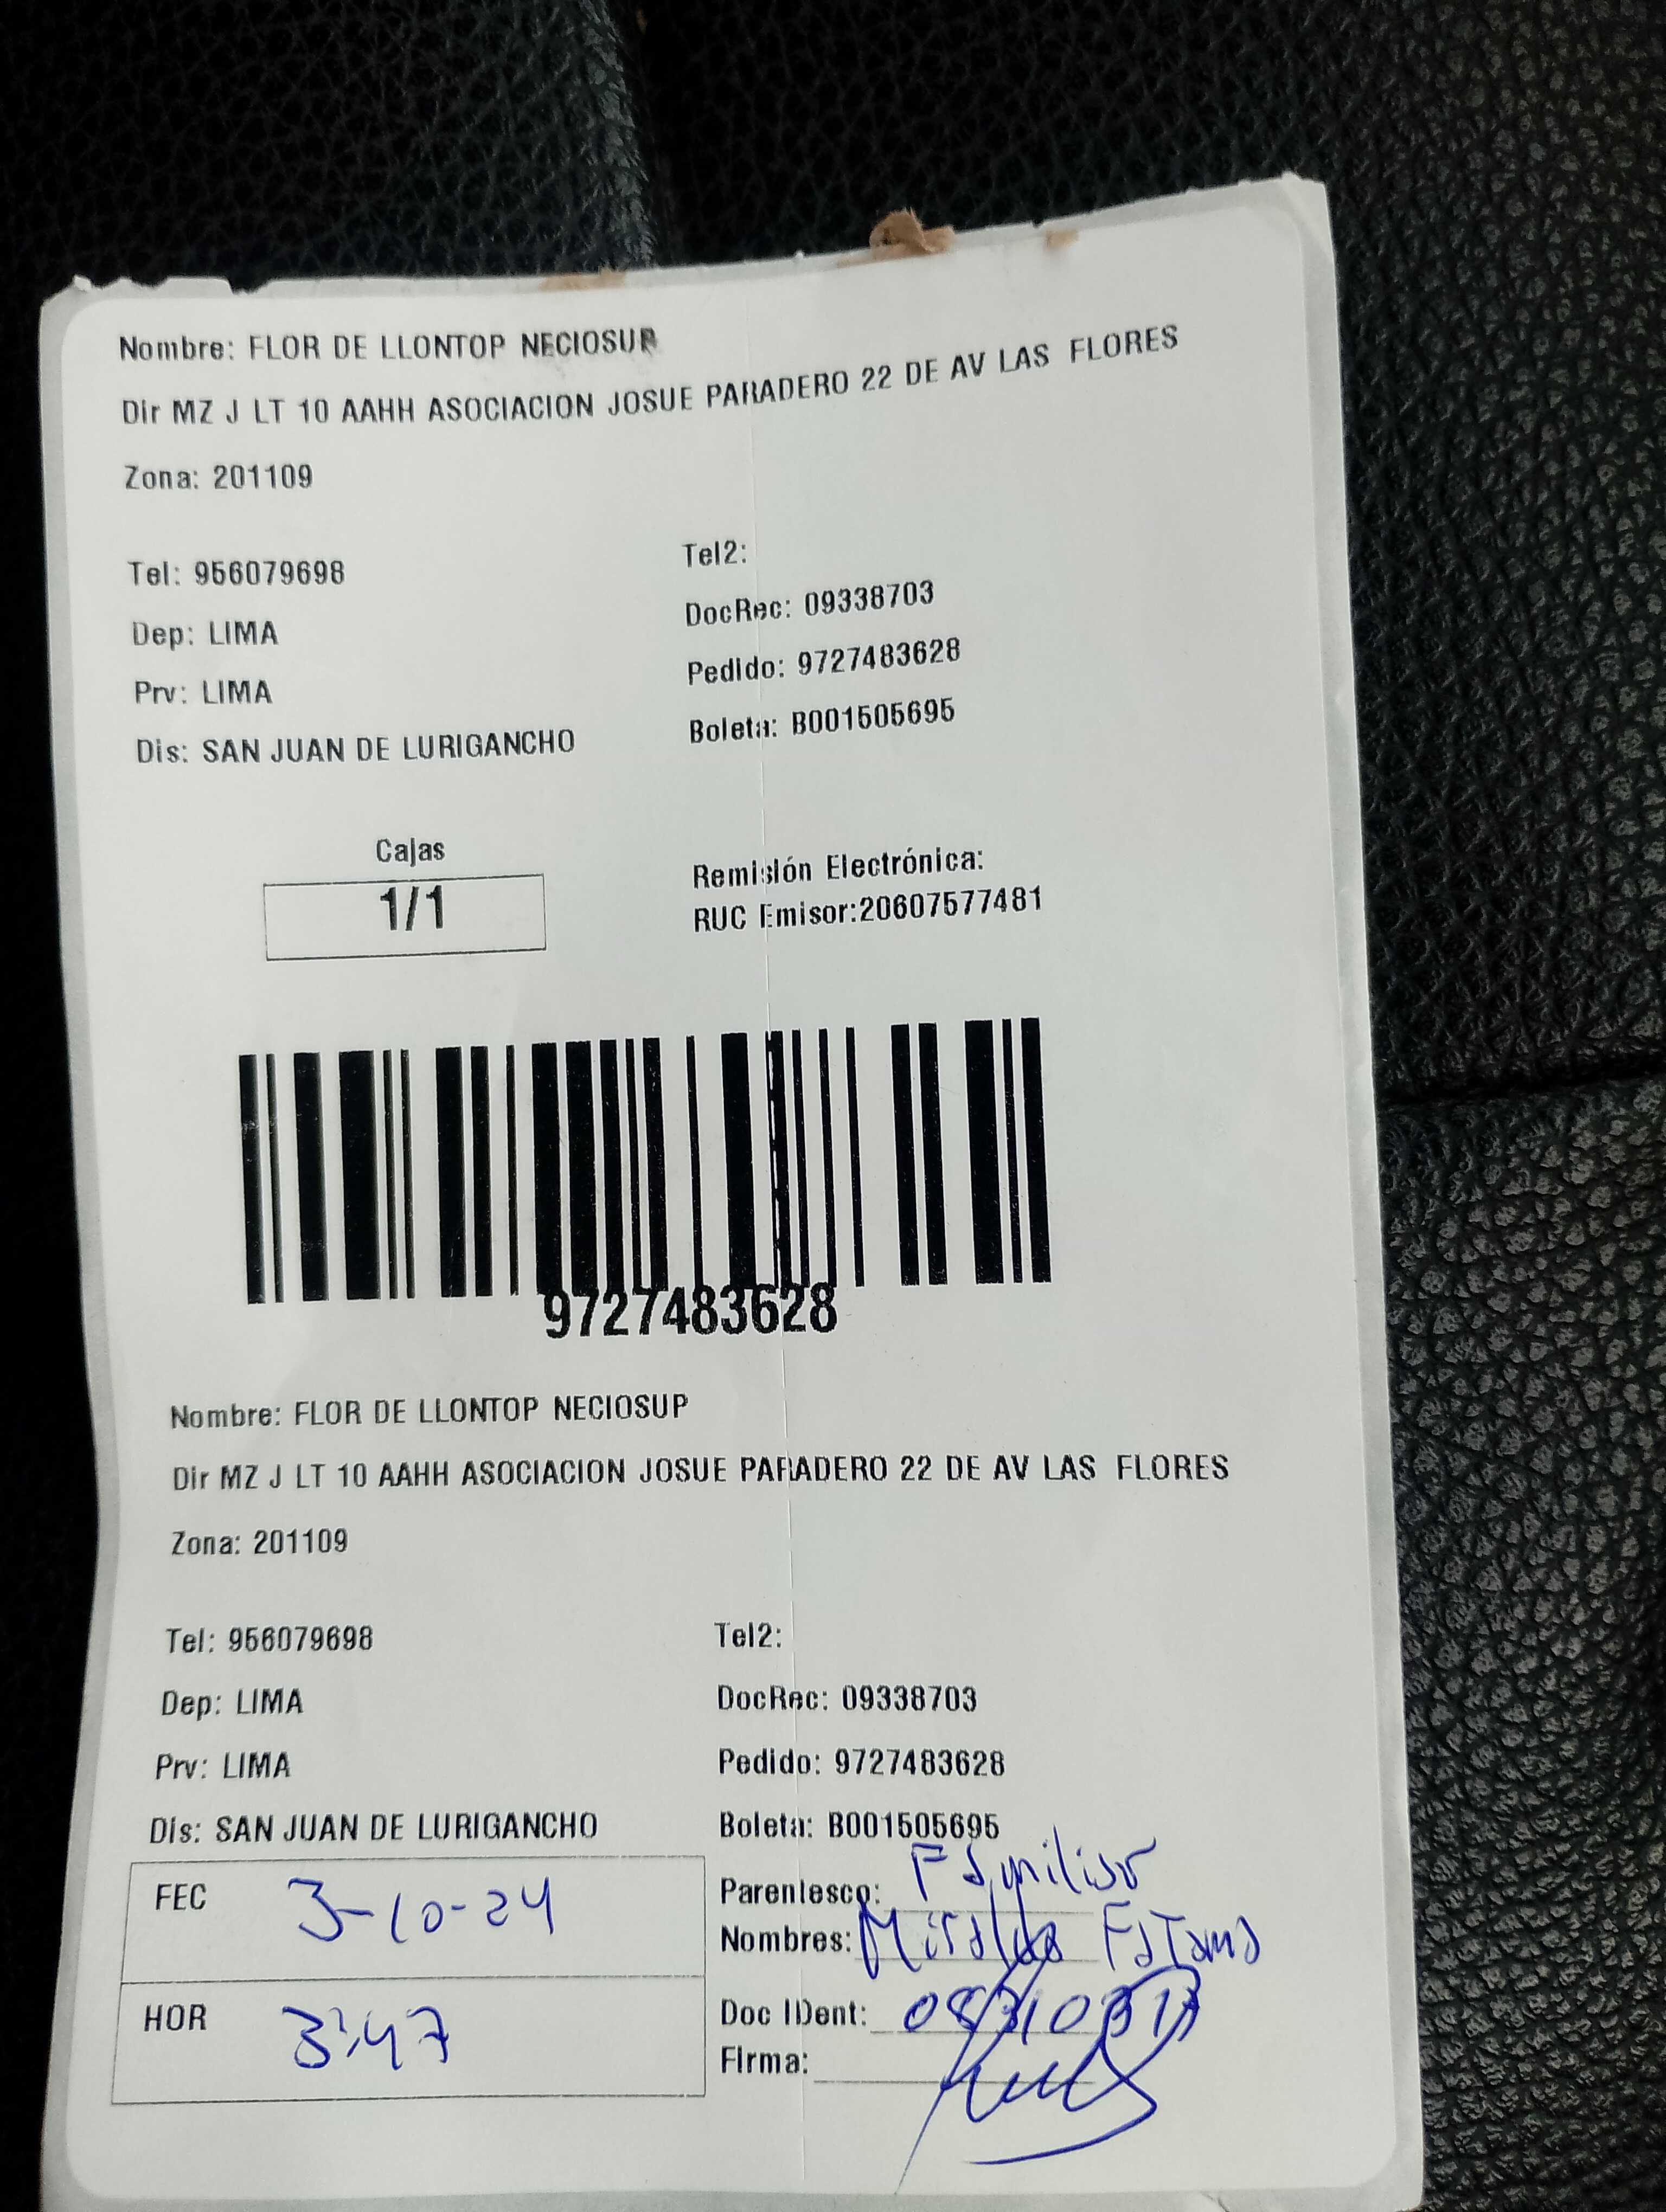 Nombre: FLOR DE LLONTOP NECIOSUP
Dir MZ J LT 10 AAHH ASOCIACION JOSUE PARADERO 22 DE AV LAS FLORES
Zona: 201109
Tel: 956079698
Tel2:
DocRec: 09338703
Dep: LIMA
Pedido: 9727483628
Prv: LIMA
Boleta: B001505695
Dis: SAN JUAN DE LURIGANCHO
Cajas
1/1
Remisión Electrónica:
RUC Emisor:20607577481
9727483628
Nombre: FLOR DE LLONTOP NECIOSUP
Dir MZ J LT 10 AAHH ASOCIACION JOSUE PARADERO 22 DE AV LAS FLORES
Zona: 201109
Tel: 956079698
Tel2:
Dep: LIMA
DocRec: 09338703
Prv: LIMA
Pedido: 9727483628
Dis: SAN JUAN DE LURIGANCHO
Boleta: B001505695
FEC 3-10-24
Parentesco: Familiar
Nombres:
HOR 3:47
Doc IDent:
Firma: